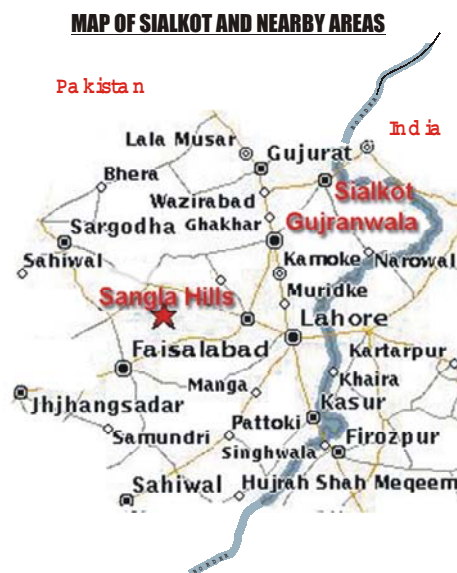 MAP OF SIALKOT AND NEARBY AREAS
Pakistan
BORDER
India
Lala Musar
Gujurat
Bhera
Sialkot
Wazirabad
Gujranwala
Sargodha
Ghakhar
Sahiwal
Kamoke
Narowal
Sangla Hills
Muridke
Lahore
Faisalabad
Kartarpur
Manga
Khaira
Jhjhangsadar
Kasur
Pattoki
Samundri
Firozpur
Singhwala
Sahiwal
Hujrah Shah Meqeem
BORDER